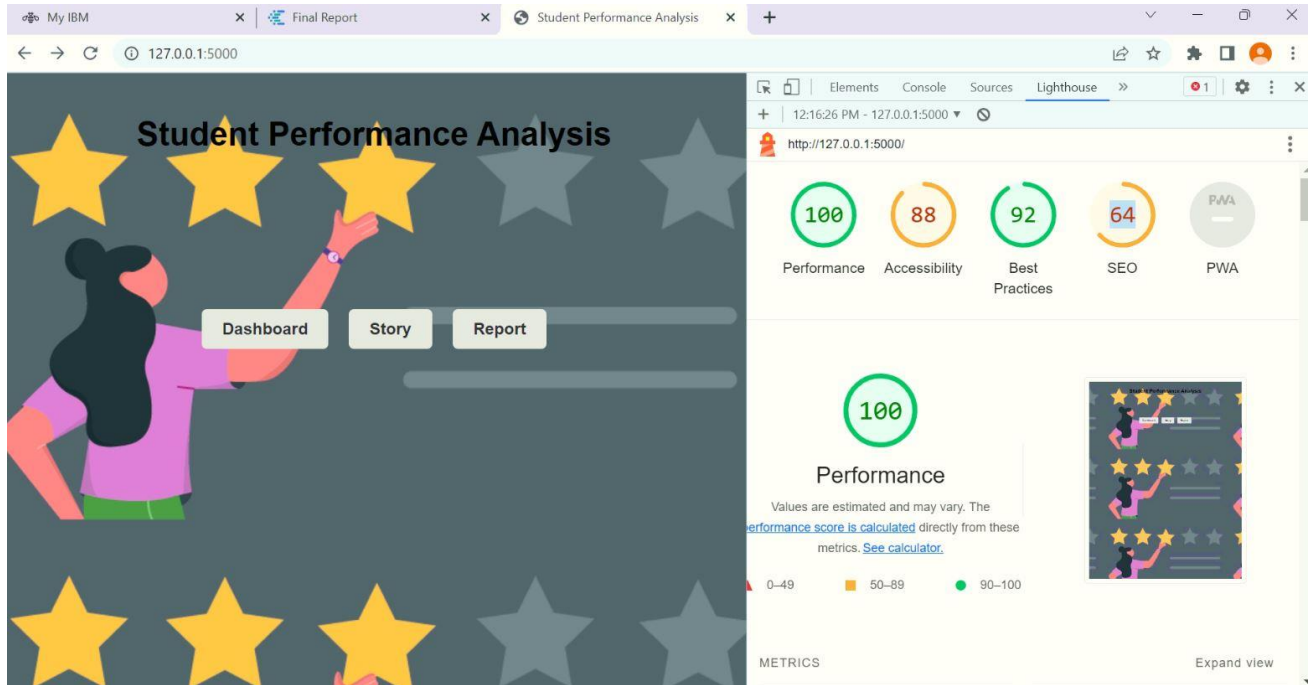 My IBM
Final Report
Student Performance Analysis
127.0.0.1:5000
Elements Console Sources Lighthouse » 1
12:16:26 PM - 127.0.0.1:5000
http://127.0.0.1:5000/
Student Performance Analysis
Dashboard Story Report
100 88 92 64 PWA
Performance Accessibility Best Practices SEO PWA
100
Performance
Values are estimated and may vary. The
performance score is calculated directly from these
metrics. See calculator.
0–49 50–89 90–100
METRICS Expand view